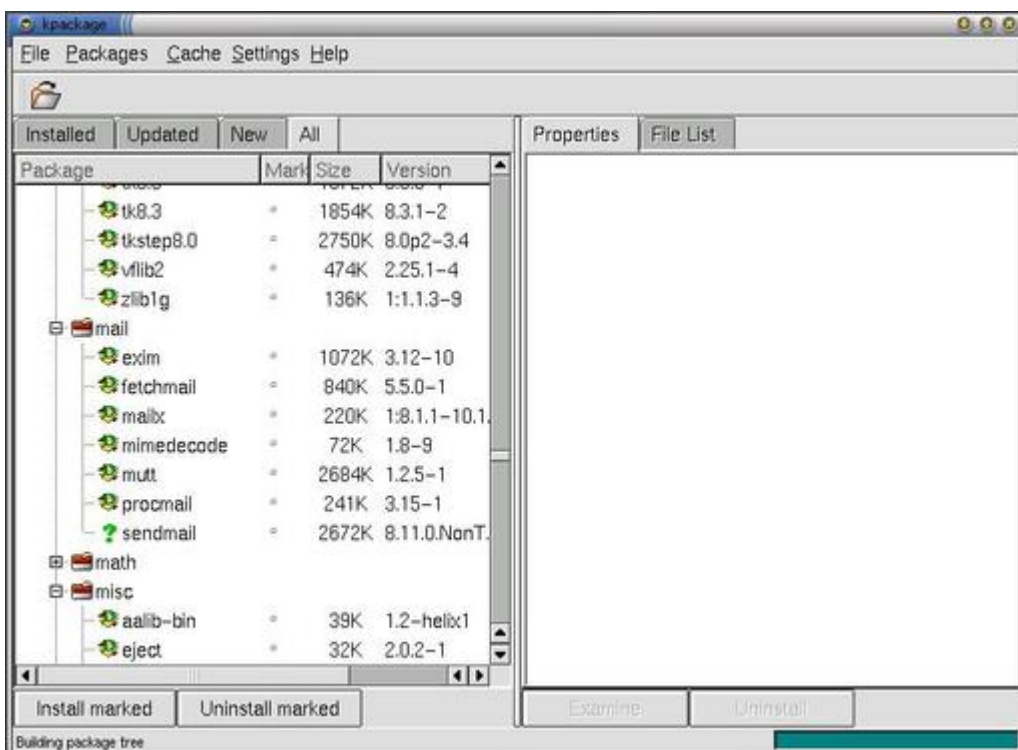 kpackage
File Packages Cache Settings Help
Installed Updated New All Properties File List
Package Mark Size Version
tk8.3 1854K 8.3.1-2
tkstep8.0 2750K 8.0p2-3.4
vflib2 474K 2.25.1-4
zlib1g 136K 1:1.1.3-9
mail
exim 1072K 3.12-10
fetchmail 840K 5.5.0-1
mailx 220K 1:8.1.1-10.1.
mimedecode 72K 1.8-9
mutt 2684K 1.2.5-1
procmail 241K 3.15-1
? sendmail 2672K 8.11.0.NonT.
math
misc
aalib-bin 39K 1.2-helix1
eject 32K 2.0.2-1
Install marked Uninstall marked Examine Uninstall
Building package tree